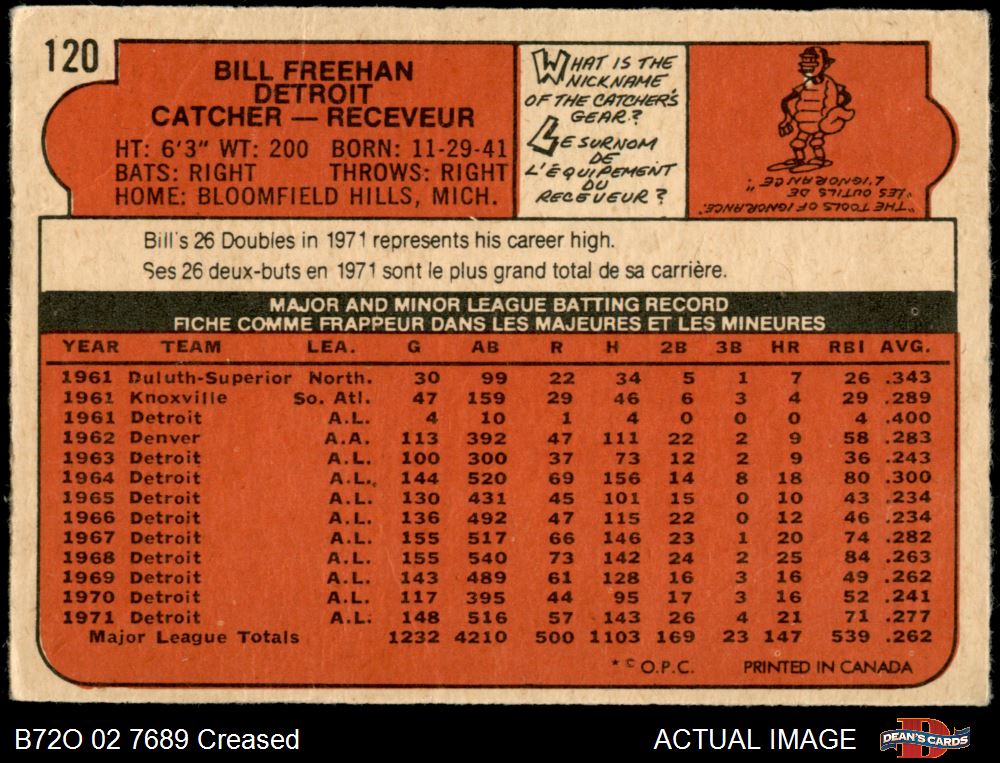 120
BILL FREEHAN
DETROIT
CATCHER — RECEVEUR
HT: 6'3" WT: 200 BORN: 11-29-41
BATS: RIGHT THROWS: RIGHT
HOME: BLOOMFIELD HILLS, MICH.
WHAT IS THE
NICKNAME
OF THE CATCHER'S
GEAR?
LE SURNOM
DE
L'ÉQUIPEMENT
DU
RECEVEUR?
"THE TOOLS OF IGNORANCE."
"LES OUTILS DE
L'IGNORANCE"
Bill's 26 Doubles in 1971 represents his career high.
Ses 26 deux-buts en 1971 sont le plus grand total de sa carrière.
MAJOR AND MINOR LEAGUE BATTING RECORD
FICHE COMME FRAPPEUR DANS LES MAJEURES ET LES MINEURES
YEAR TEAM LEA. G AB R H 2B 3B HR RBI AVG.
1961 Duluth-Superior North. 30 99 22 34 5 1 7 26 .343
1961 Knoxville So. Atl. 47 159 29 46 6 3 4 29 .289
1961 Detroit A.L. 4 10 1 4 0 0 0 4 .400
1962 Denver A.A. 113 392 47 111 22 2 9 58 .283
1963 Detroit A.L. 100 300 37 73 12 2 9 36 .243
1964 Detroit A.L. 144 520 69 156 14 8 18 80 .300
1965 Detroit A.L. 130 431 45 101 15 0 10 43 .234
1966 Detroit A.L. 136 492 47 115 22 0 12 46 .234
1967 Detroit A.L. 155 517 66 146 23 1 20 74 .282
1968 Detroit A.L. 155 540 73 142 24 2 25 84 .263
1969 Detroit A.L. 143 489 61 128 16 3 16 49 .262
1970 Detroit A.L. 117 395 44 95 17 3 16 52 .241
1971 Detroit A.L. 148 516 57 143 26 4 21 71 .277
Major League Totals 1232 4210 500 1103 169 23 147 539 .262
* © O.P.C. PRINTED IN CANADA
B72O 02 7689 Creased ACTUAL IMAGE
D
DEAN'S CARDS